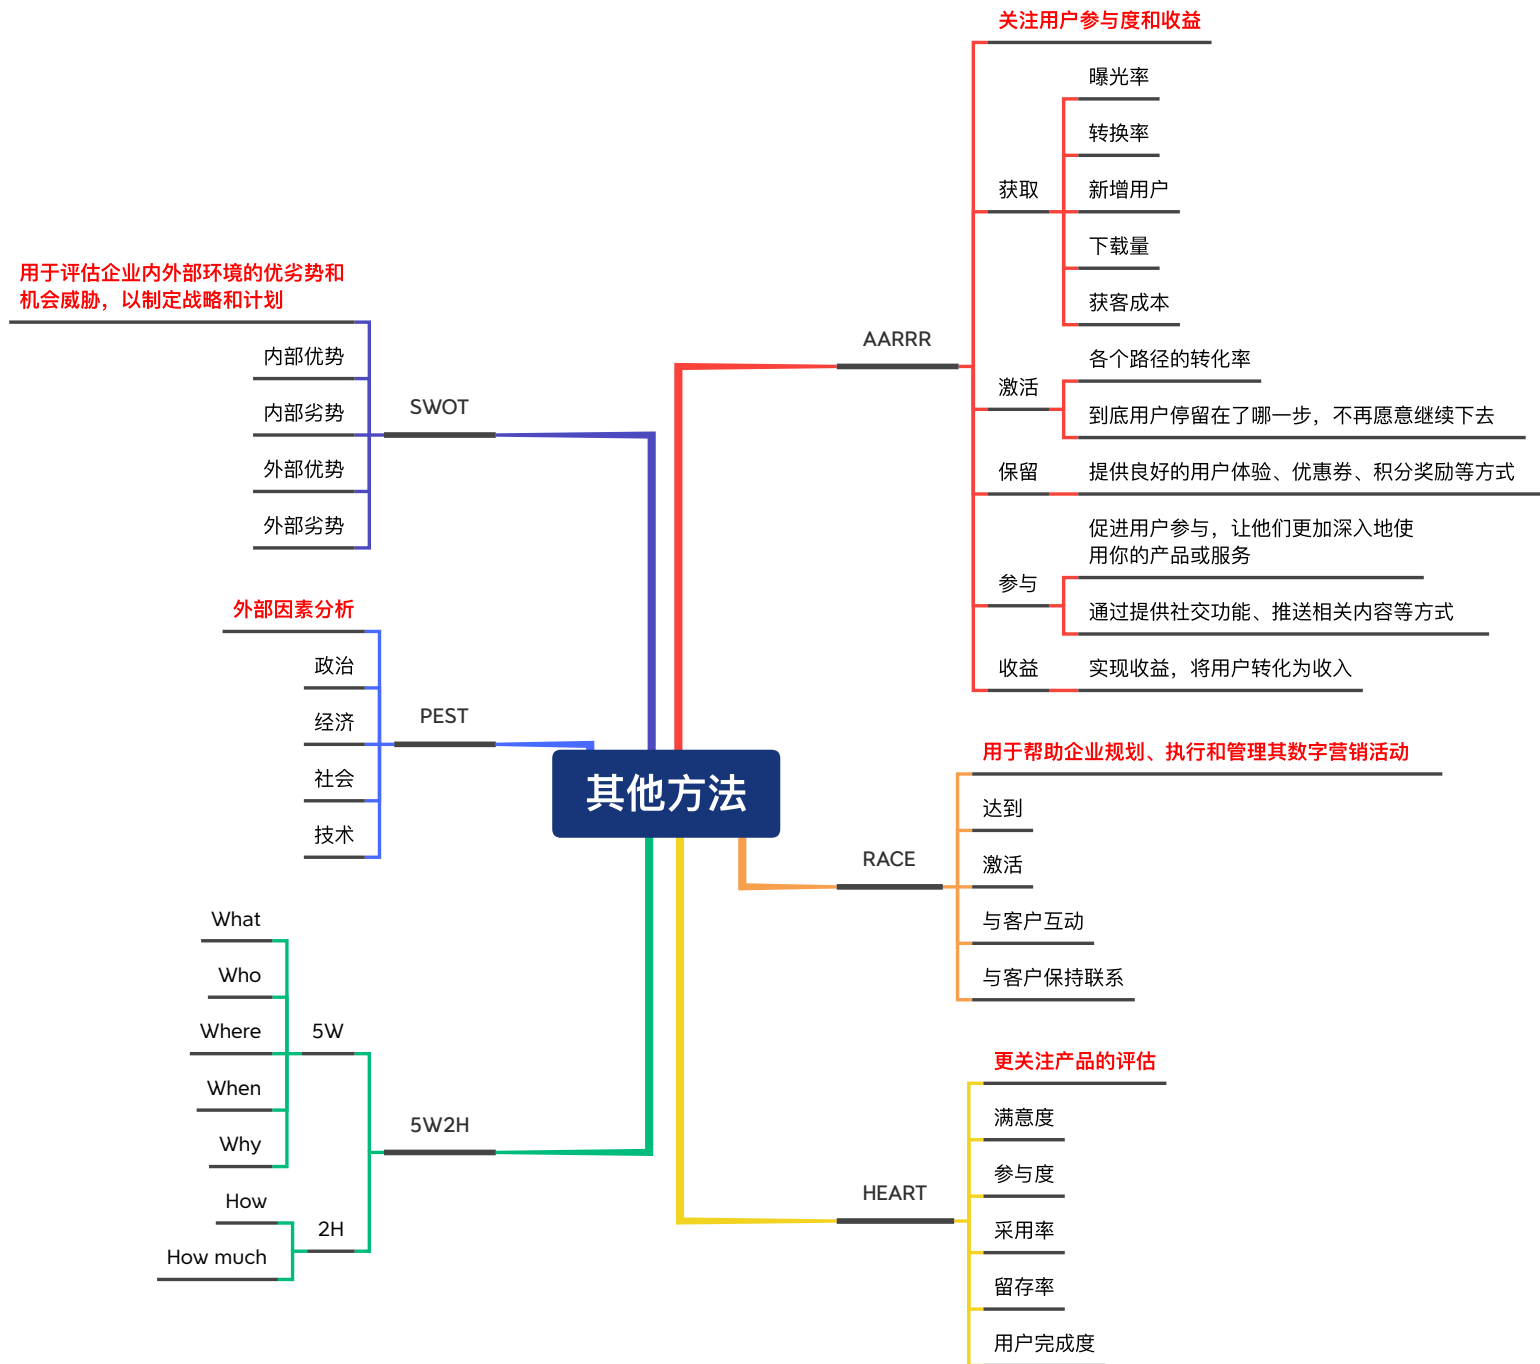 其他方法
AARRR
关注用户参与度和收益
获取
曝光率
转换率
新增用户
下载量
获客成本
激活
各个路径的转化率
到底用户停留在了哪一步，不再愿意继续下去
保留
提供良好的用户体验、优惠券、积分奖励等方式
参与
促进用户参与，让他们更加深入地使
用你的产品或服务
通过提供社交功能、推送相关内容等方式
收益
实现收益，将用户转化为收入
RACE
用于帮助企业规划、执行和管理其数字营销活动
达到
激活
与客户互动
与客户保持联系
HEART
更关注产品的评估
满意度
参与度
采用率
留存率
用户完成度
SWOT
用于评估企业内外部环境的优劣势和
机会威胁，以制定战略和计划
内部优势
内部劣势
外部优势
外部劣势
PEST
外部因素分析
政治
经济
社会
技术
5W2H
5W
What
Who
Where
When
Why
2H
How
How much